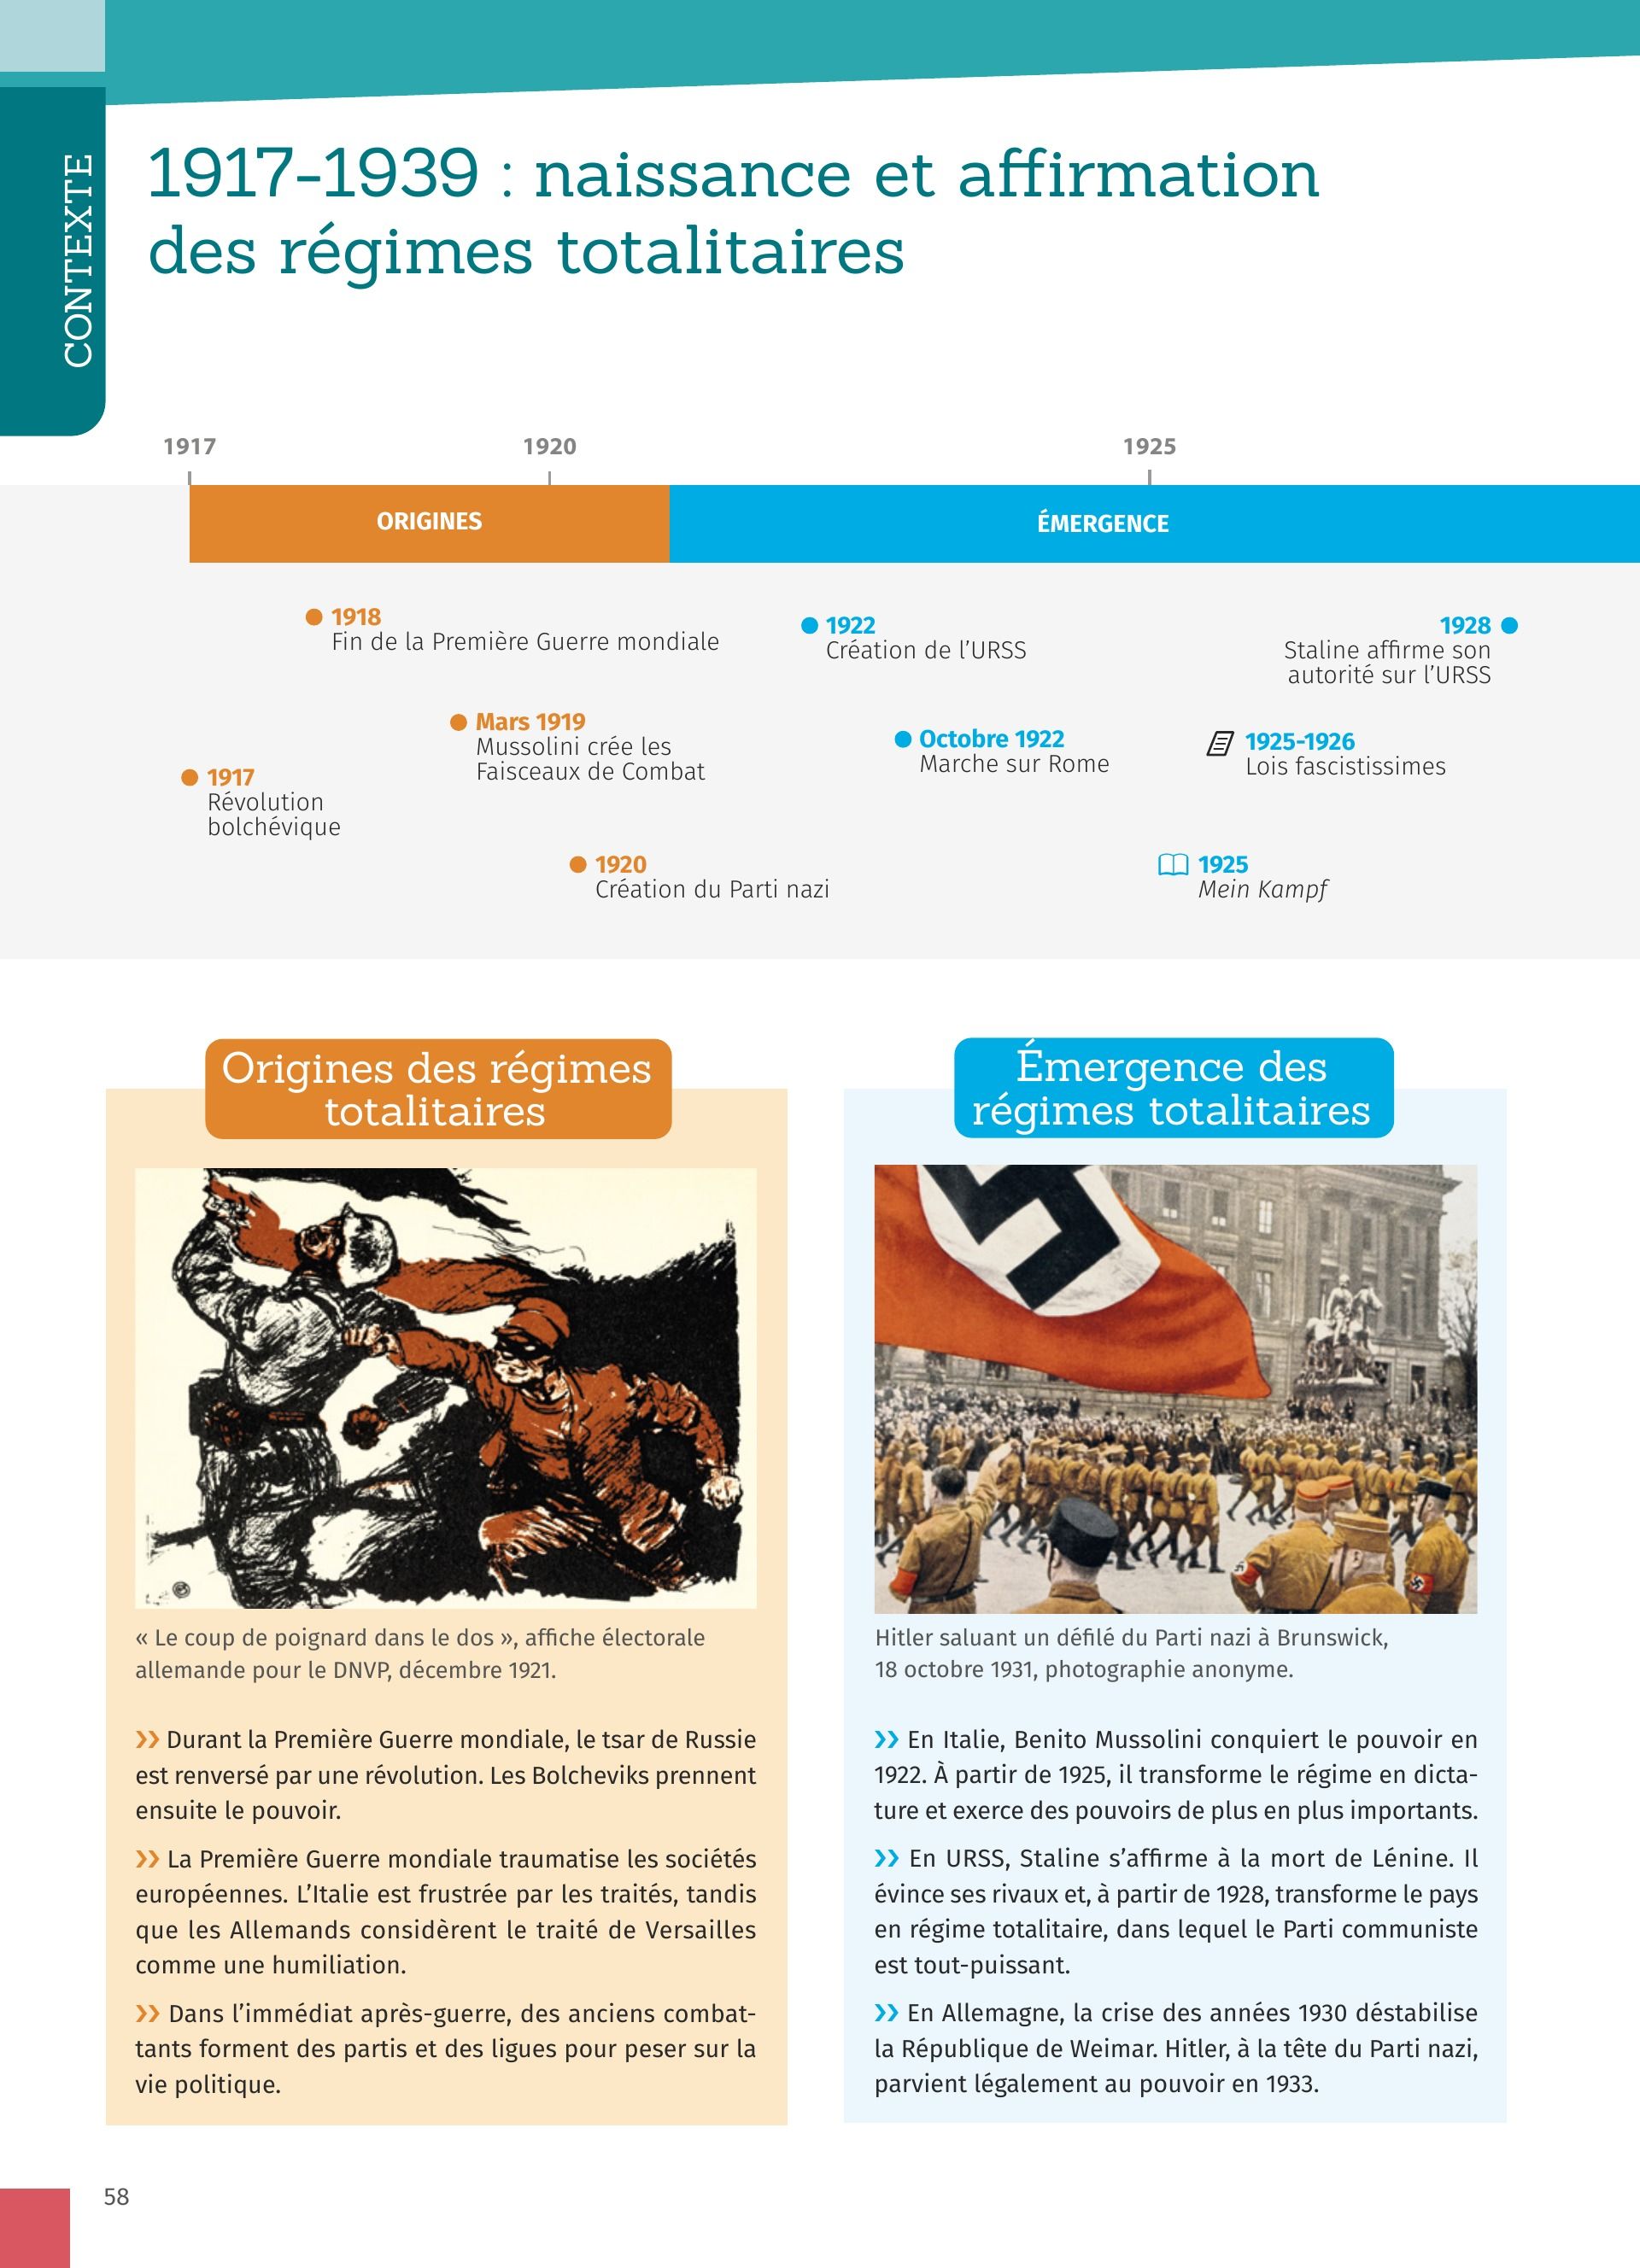 CONTEXTE
1917-1939 : naissance et affirmation
des régimes totalitaires
1917
1920
1925
ORIGINES
ÉMERGENCE
1918
Fin de la Première Guerre mondiale
Mars 1919
Mussolini crée les
Faisceaux de Combat
1917
Révolution
bolchévique
1920
Création du Parti nazi
1922
Création de l’URSS
Octobre 1922
Marche sur Rome
1928
Staline affirme son
autorité sur l’URSS
1925-1926
Lois fascistissimes
1925
Mein Kampf
Origines des régimes
totalitaires
« Le coup de poignard dans le dos », affiche électorale
allemande pour le DNVP, décembre 1921.
Durant la Première Guerre mondiale, le tsar de Russie
est renversé par une révolution. Les Bolcheviks prennent
ensuite le pouvoir.
La Première Guerre mondiale traumatise les sociétés
européennes. L’Italie est frustrée par les traités, tandis
que les Allemands considèrent le traité de Versailles
comme une humiliation.
Dans l’immédiat après-guerre, des anciens combat-
tants forment des partis et des ligues pour peser sur la
vie politique.
Émergence des
régimes totalitaires
Hitler saluant un défilé du Parti nazi à Brunswick,
18 octobre 1931, photographie anonyme.
En Italie, Benito Mussolini conquiert le pouvoir en
1922. À partir de 1925, il transforme le régime en dicta-
ture et exerce des pouvoirs de plus en plus importants.
En URSS, Staline s’affirme à la mort de Lénine. Il
évince ses rivaux et, à partir de 1928, transforme le pays
en régime totalitaire, dans lequel le Parti communiste
est tout-puissant.
En Allemagne, la crise des années 1930 déstabilise
la République de Weimar. Hitler, à la tête du Parti nazi,
parvient légalement au pouvoir en 1933.
58